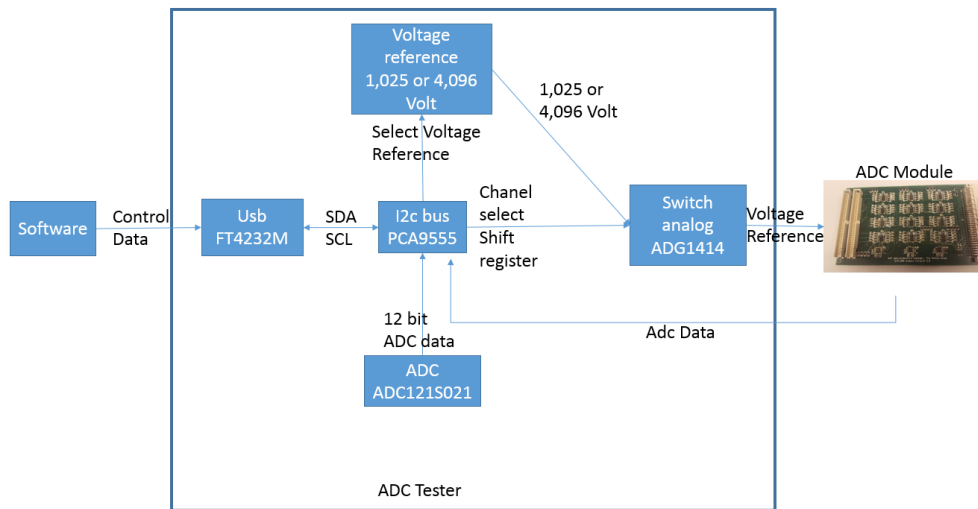 Voltage
reference
1,025 or 4,096
Volt
1,025 or
4,096 Volt
Select Voltage
Reference
ADC Module
Software
Control
Data
Usb
FT4232M
SDA
SCL
I2c bus
PCA9555
Chanel
select
Shift
register
Switch
analog
ADG1414
Voltage
Reference
12 bit
ADC data
Adc Data
ADC
ADC121S021
ADC Tester